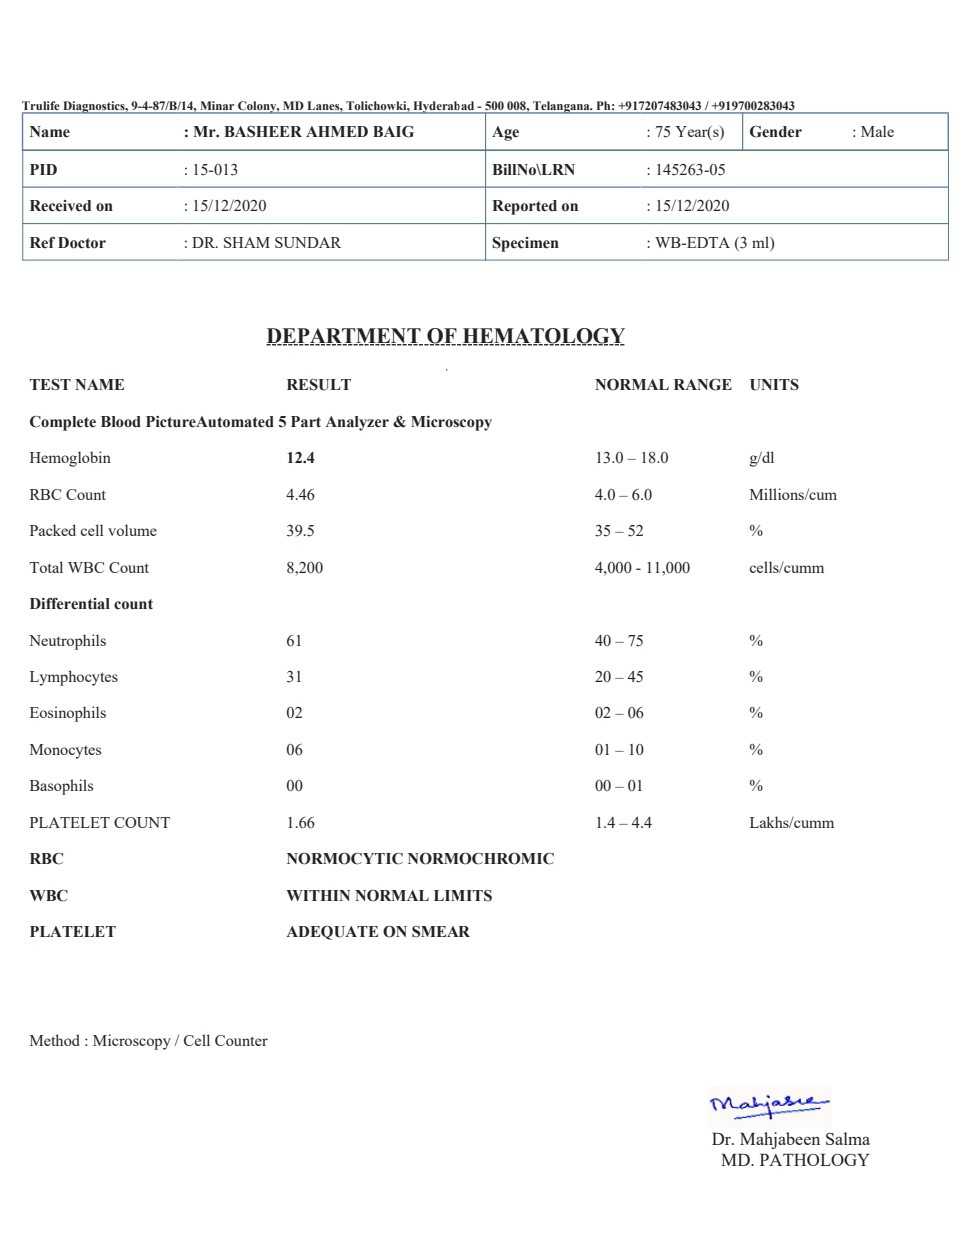 Trulife Diagnostics, 9-4-87/B/14, Minar Colony, MD Lanes, Tolichowki, Hyderabad - 500 008, Telangana. Ph: +917207483043 / +919700283043
Name : Mr. BASHEER AHMED BAIG Age : 75 Year(s) Gender : Male
PID : 15-013 BillNo\LRN : 145263-05
Received on : 15/12/2020 Reported on : 15/12/2020
Ref Doctor : DR. SHAM SUNDAR Specimen : WB-EDTA (3 ml)
DEPARTMENT OF HEMATOLOGY
TEST NAME RESULT NORMAL RANGE UNITS
Complete Blood PictureAutomated 5 Part Analyzer & Microscopy
Hemoglobin 12.4 13.0 – 18.0 g/dl
RBC Count 4.46 4.0 – 6.0 Millions/cum
Packed cell volume 39.5 35 – 52 %
Total WBC Count 8,200 4,000 - 11,000 cells/cumm
Differential count
Neutrophils 61 40 – 75 %
Lymphocytes 31 20 – 45 %
Eosinophils 02 02 – 06 %
Monocytes 06 01 – 10 %
Basophils 00 00 – 01 %
PLATELET COUNT 1.66 1.4 – 4.4 Lakhs/cumm
RBC NORMOCYTIC NORMOCHROMIC
WBC WITHIN NORMAL LIMITS
PLATELET ADEQUATE ON SMEAR
Method : Microscopy / Cell Counter
Dr. Mahjabeen Salma
MD. PATHOLOGY